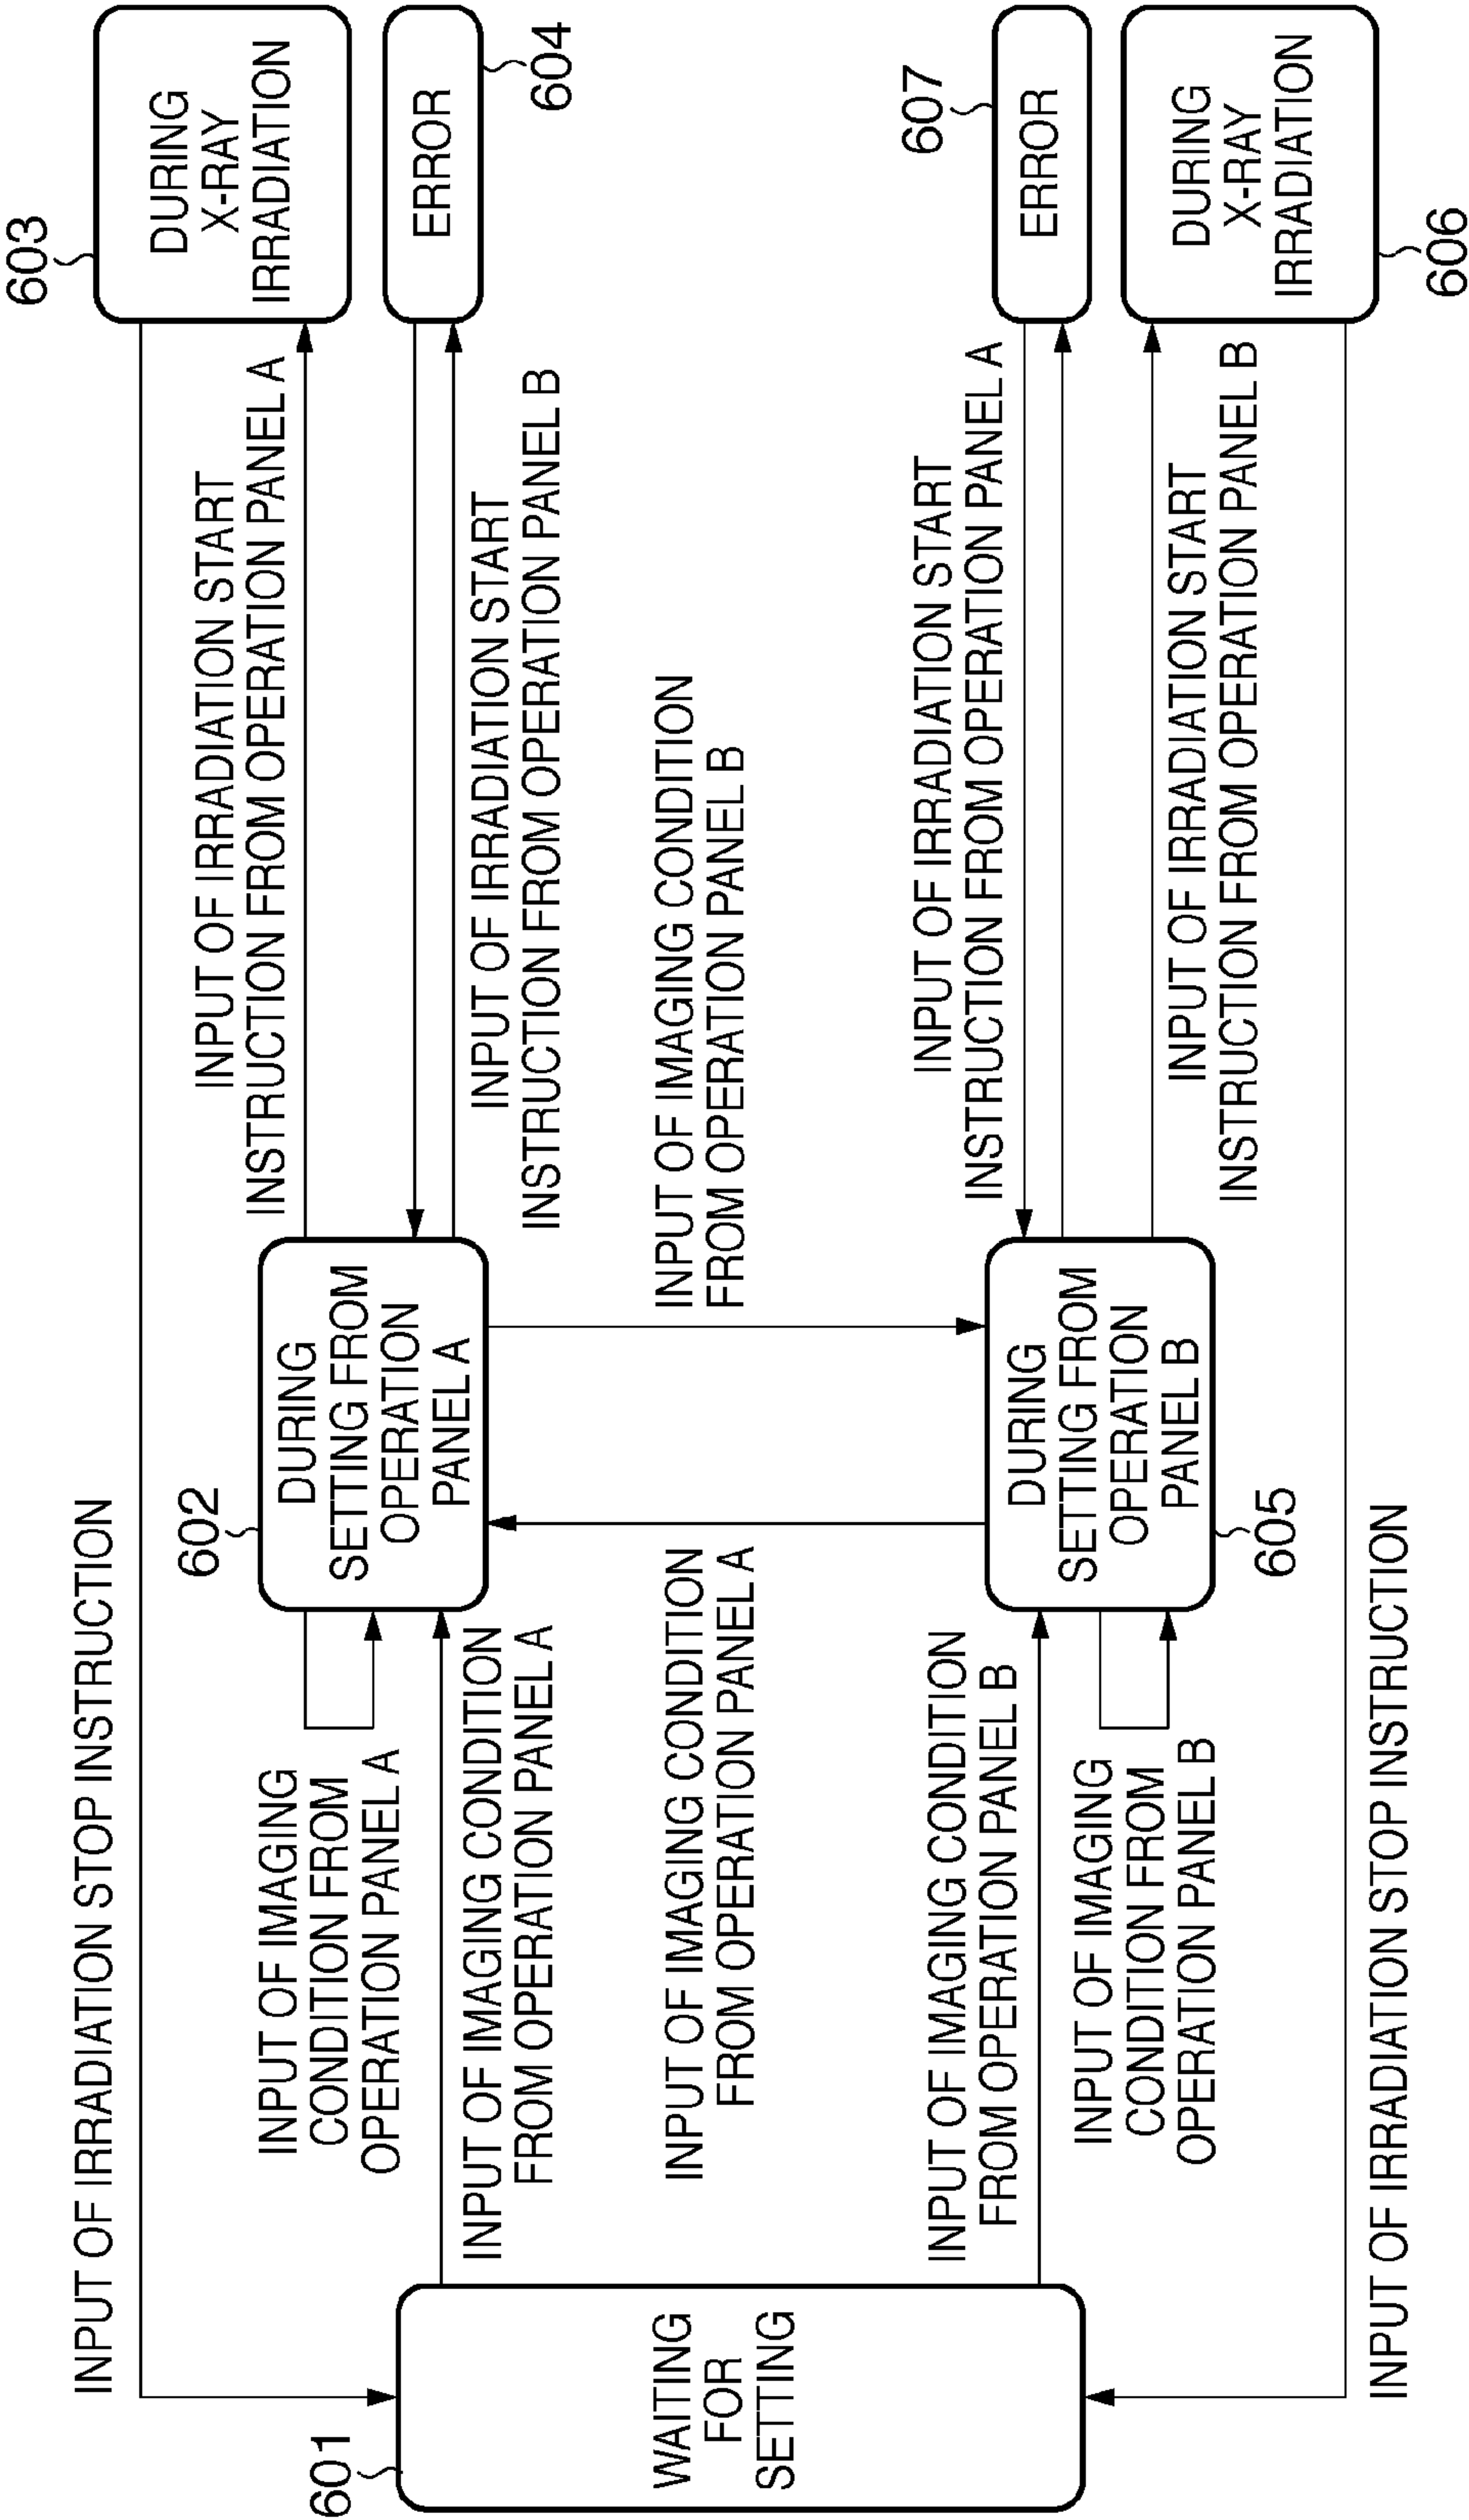 603
DURING
X-RAY
IRRADIATION
ERROR
604
607
ERROR
DURING
X-RAY
IRRADIATION
606
INPUT OF IRRADIATION START
INSTRUCTION FROM OPERATION PANEL A
INPUT OF IRRADIATION START
INSTRUCTION FROM OPERATION PANEL B
INPUT OF IMAGING CONDITION
FROM OPERATION PANEL B
INPUT OF IRRADIATION START
INSTRUCTION FROM OPERATION PANEL A
INPUT OF IRRADIATION START
INSTRUCTION FROM OPERATION PANEL B
602
DURING
SETTING FROM
OPERATION
PANEL A
DURING
SETTING FROM
OPERATION
PANEL B
605
INPUT OF IRRADIATION STOP INSTRUCTION
INPUT OF IMAGING
CONDITION FROM
OPERATION PANEL A
INPUT OF IMAGING CONDITION
FROM OPERATION PANEL A
INPUT OF IMAGING CONDITION
FROM OPERATION PANEL A
INPUT OF IMAGING CONDITION
FROM OPERATION PANEL B
INPUT OF IMAGING
CONDITION FROM
OPERATION PANEL B
INPUT OF IRRADIATION STOP INSTRUCTION
601
WAITING
FOR
SETTING